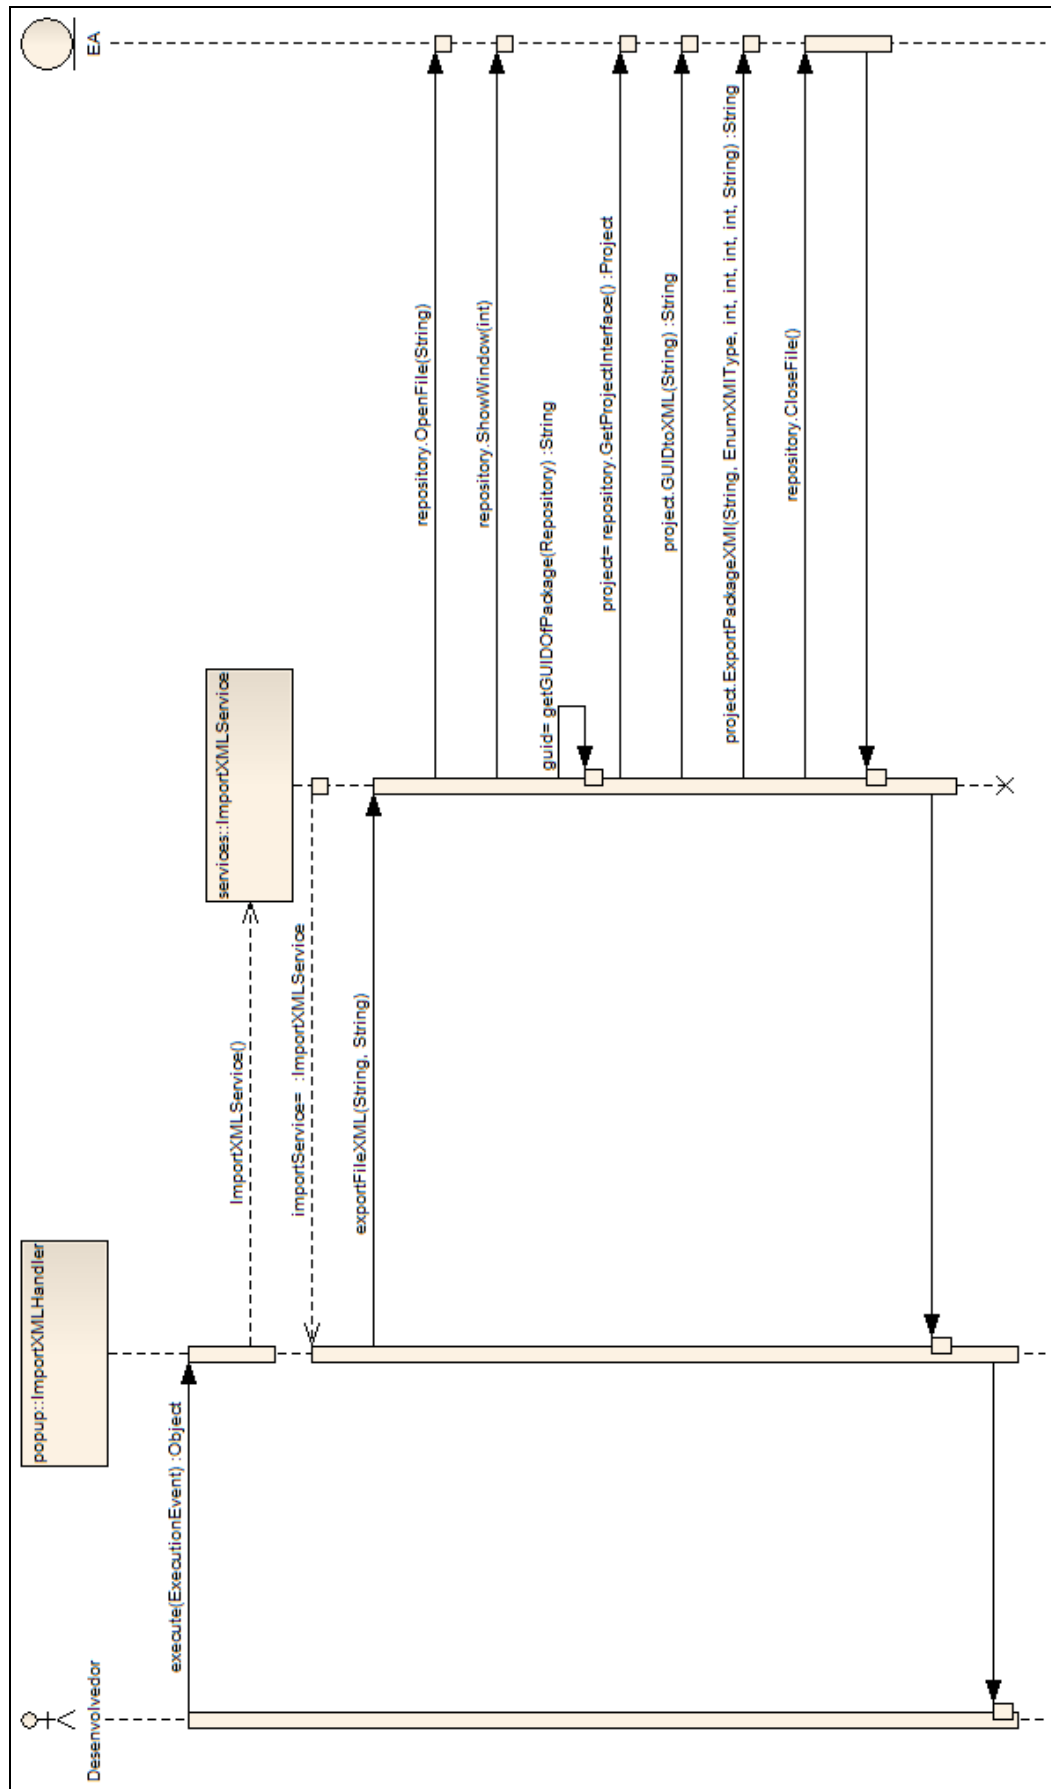 Desenvolvedor
popup::ImportXMLHandler
services::ImportXMLService
EA
execute(ExecutionEvent) :Object
ImportXMLService()
importService= :ImportXMLService
exportFileXML(String, String)
repository.OpenFile(String)
repository.ShowWindow(int)
guid= getGUIDOfPackage(Repository) :String
project= repository.GetProjectInterface() :Project
project.GUIDtoXML(String) :String
project.ExportPackageXMI(String, EnumXMIType, int, int, int, String) :String
repository.CloseFile()